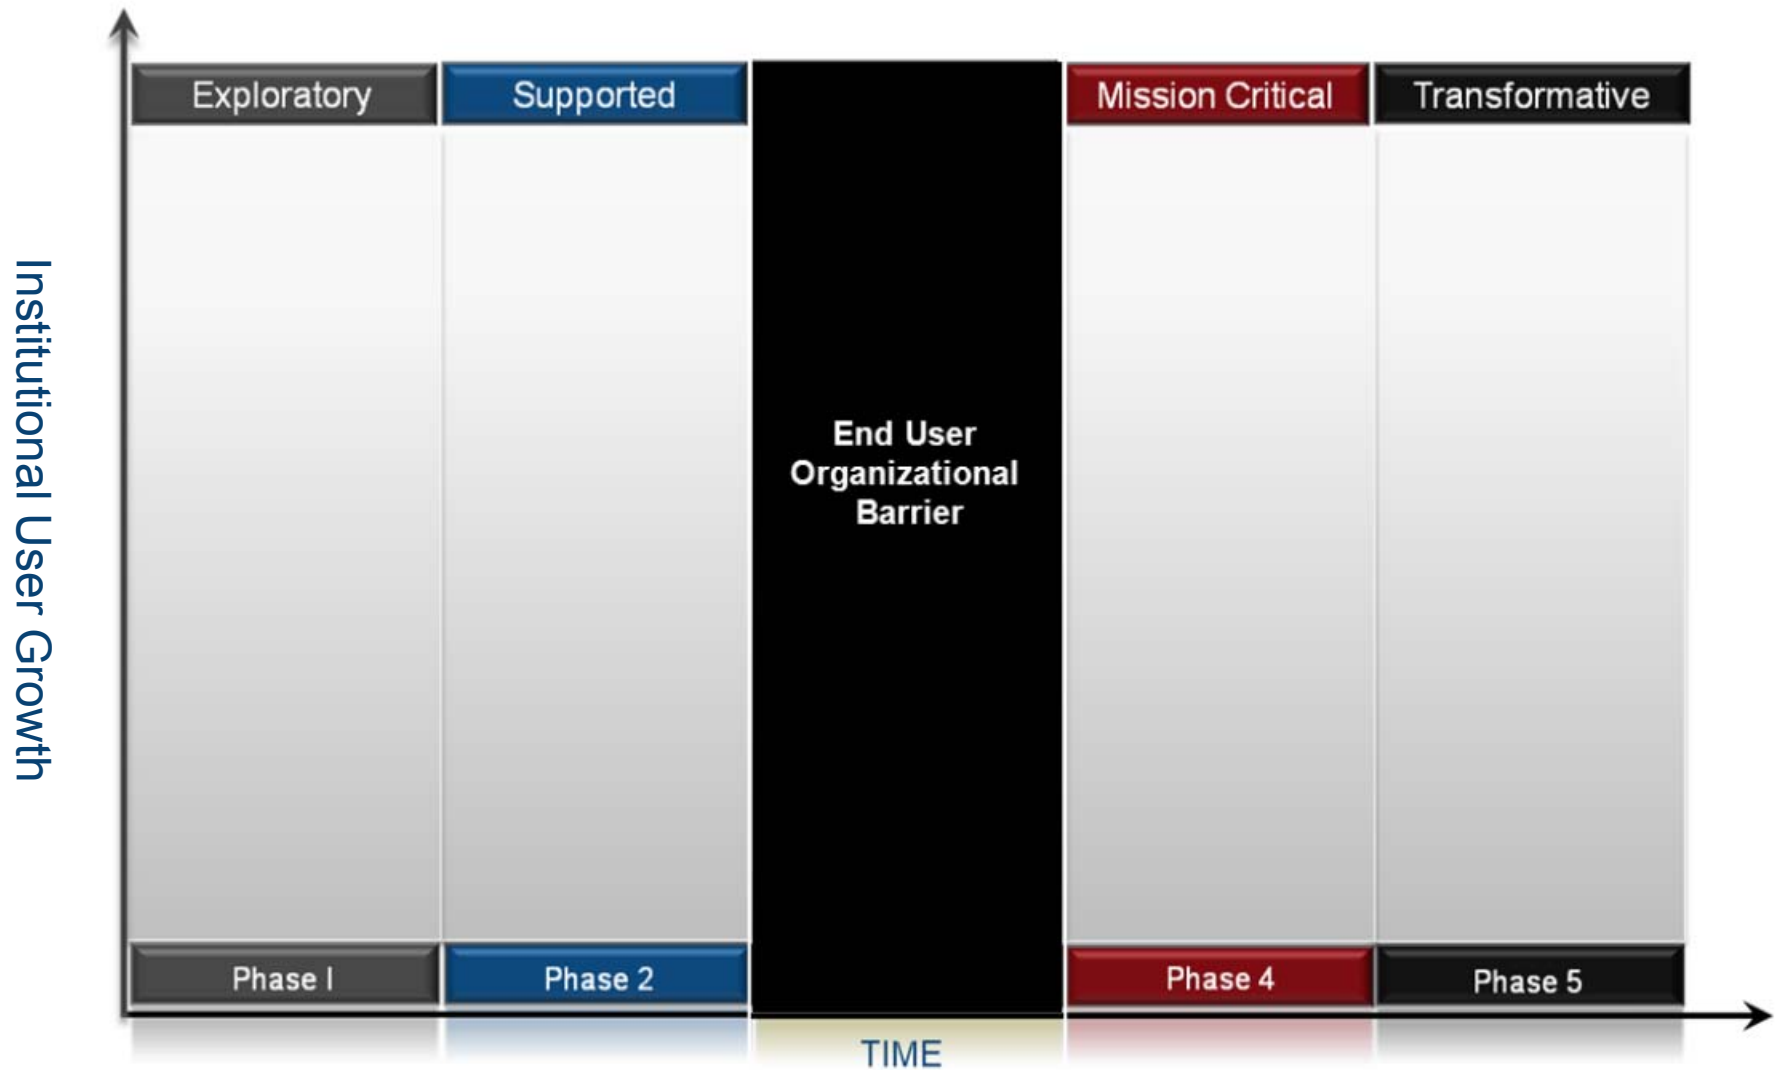 Exploratory
Supported
Mission Critical
Transformative
Institutional User Growth
End User
Organizational
Barrier
Phase I
Phase 2
Phase 4
Phase 5
TIME